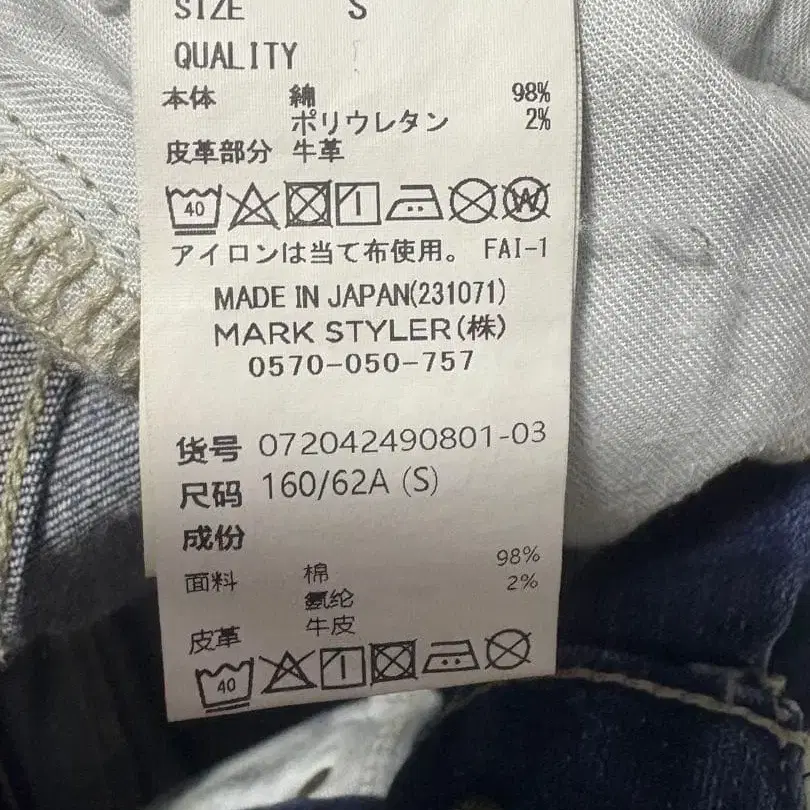 SIZE S
QUALITY
本体 綿 98%
ポリウレタン 2%
皮革部分 牛革
40 W
アイロンは当て布使用。 FAI-1
MADE IN JAPAN(231071)
MARK STYLER(株)
0570-050-757
货号 072042490801-03
尺码 160/62A (S)
成份
面料 棉 98%
氨纶 2%
皮革 牛皮
40